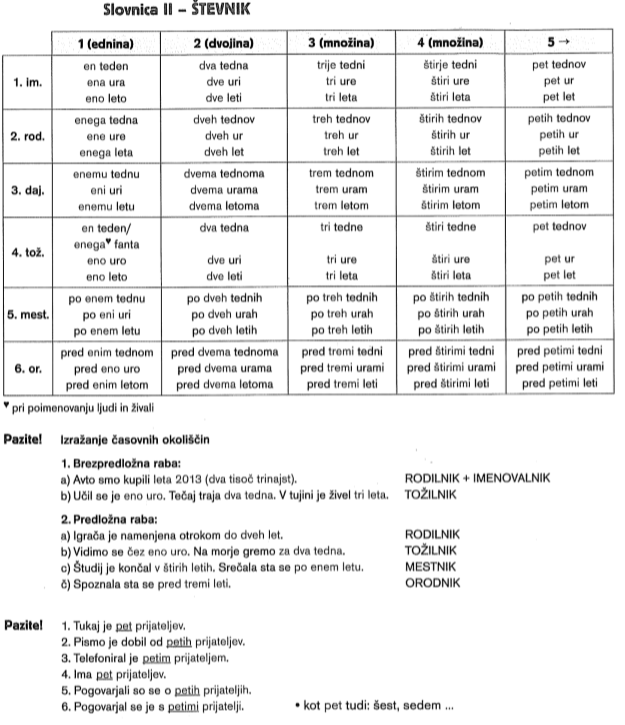 Slovnica II – ŠTEVNIK
1 (ednina) 2 (dvojina) 3 (množina) 4 (množina) 5 →
1. im.
en teden dva tedna trije tedni štirje tedni pet tednov
ena ura dve uri tri ure štiri ure pet ur
eno leto dve leti tri leta štiri leta pet let
2. rod.
enega tedna dveh tednov treh tednov štirih tednov petih tednov
ene ure dveh ur treh ur štirih ur petih ur
enega leta dveh let treh let štirih let petih let
3. daj.
enemu tednu dvema tednoma trem tednom štirim tednom petim tednom
eni uri dvema urama trem uram štirim uram petim uram
enemu letu dvema letoma trem letom štirim letom petim letom
4. tož.
en teden/ dva tedna tri tedne štiri tedne pet tednov
enega♥ fanta
eno uro dve uri tri ure štiri ure pet ur
eno leto dve leti tri leta štiri leta pet let
5. mest.
po enem tednu po dveh tednih po treh tednih po štirih tednih po petih tednih
po eni uri po dveh urah po treh urah po štirih urah po petih urah
po enem letu po dveh letih po treh letih po štirih letih po petih letih
6. or.
pred enim tednom pred dvema tednoma pred tremi tedni pred štirimi tedni pred petimi tedni
pred eno uro pred dvema urama pred tremi urami pred štirimi urami pred petimi urami
pred enim letom pred dvema letoma pred tremi leti pred štirimi leti pred petimi leti
♥ pri poimenovanju ljudi in živali
Pazite! Izražanje časovnih okoliščin
1. Brezpredložna raba:
a) Avto smo kupili leta 2013 (dva tisoč trinajst). RODILNIK + IMENOVALNIK
b) Učil se je eno uro. Tečaj traja dva tedna. V tujini je živel tri leta. TOŽILNIK
2. Predložna raba:
a) Igrača je namenjena otrokom do dveh let. RODILNIK
b) Vidimo se čez eno uro. Na morje gremo za dva tedna. TOŽILNIK
c) Študij je končal v štirih letih. Srečala sta se po enem letu. MESTNIK
č) Spoznala sta se pred tremi leti. ORODNIK
Pazite! 1. Tukaj je pet prijateljev.
2. Pismo je dobil od petih prijateljev.
3. Telefoniral je petim prijateljem.
4. Ima pet prijateljev.
5. Pogovarjali so se o petih prijateljih.
6. Pogovarjal se je s petimi prijatelji. • kot pet tudi: šest, sedem ...